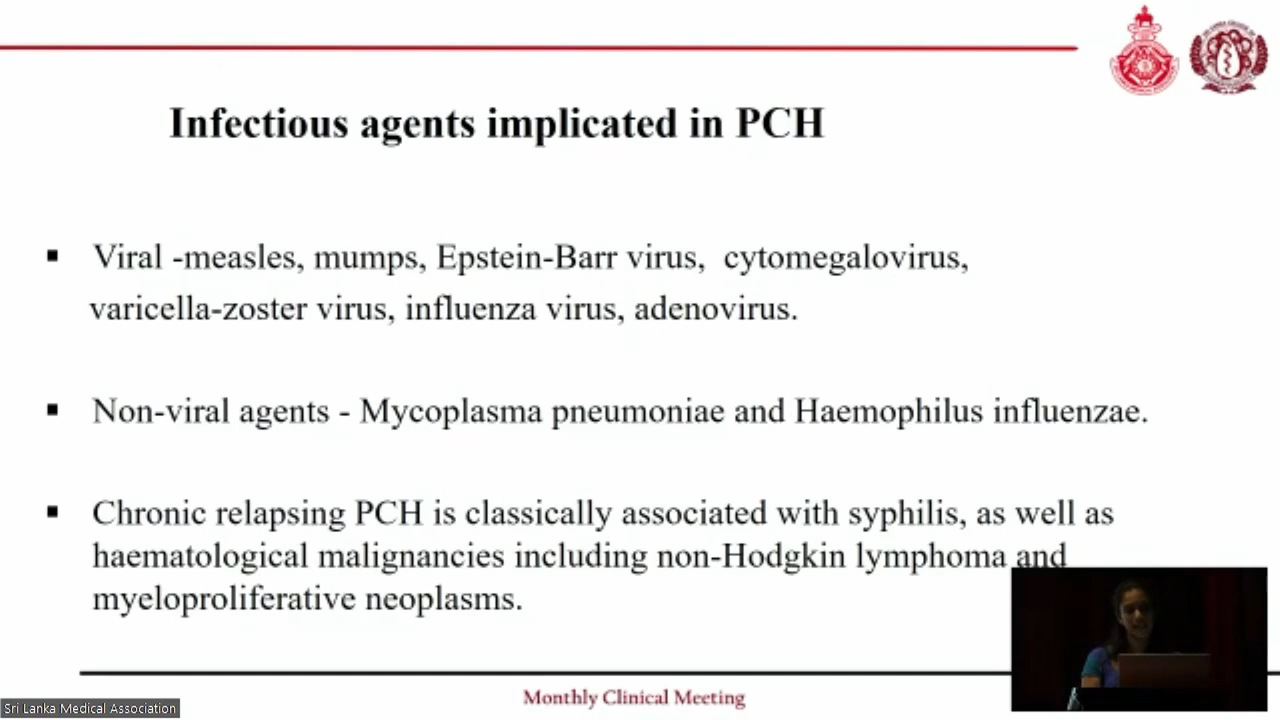 Infectious agents implicated in PCH
▪ Viral -measles, mumps, Epstein-Barr virus, cytomegalovirus,
varicella-zoster virus, influenza virus, adenovirus.
▪ Non-viral agents - Mycoplasma pneumoniae and Haemophilus influenzae.
▪ Chronic relapsing PCH is classically associated with syphilis, as well as
haematological malignancies including non-Hodgkin lymphoma and
myeloproliferative neoplasms.
Monthly Clinical Meeting
Sri Lanka Medical Association